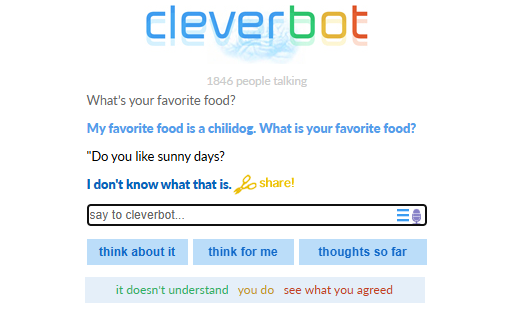 cleverbot
1846 people talking
What's your favorite food?
My favorite food is a chilidog. What is your favorite food?
"Do you like sunny days?
I don't know what that is. share!
say to cleverbot...
think about it think for me thoughts so far
it doesn't understand you do see what you agreed